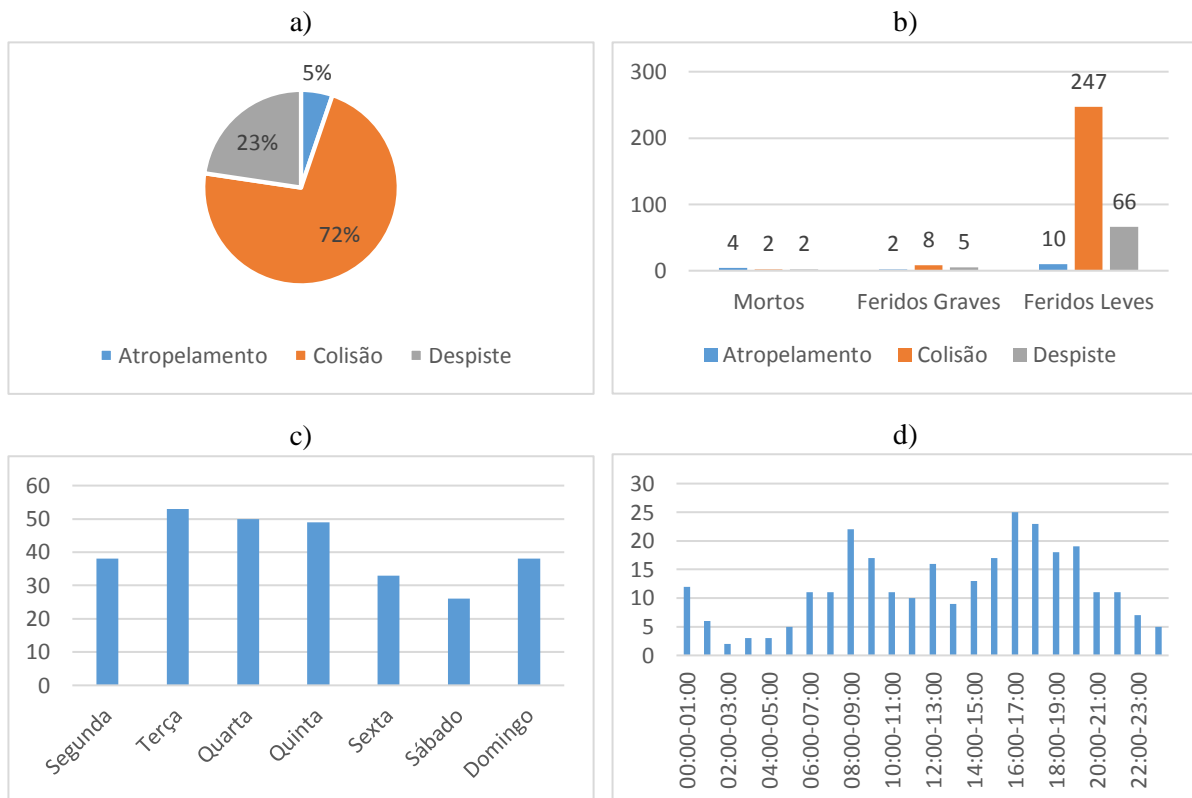 a)
5%
23%
72%
Atropelamento Colisão Despiste
b)
300
200
100
0
247
66
10
4 2 2
2 8 5
Mortos Feridos Graves Feridos Leves
Atropelamento Colisão Despiste
c)
60
50
40
30
20
10
0
Segunda
Terça
Quarta
Quinta
Sexta
Sábado
Domingo
d)
30
25
20
15
10
5
0
00:00-01:00
02:00-03:00
04:00-05:00
06:00-07:00
08:00-09:00
10:00-11:00
12:00-13:00
14:00-15:00
16:00-17:00
18:00-19:00
20:00-21:00
22:00-23:00